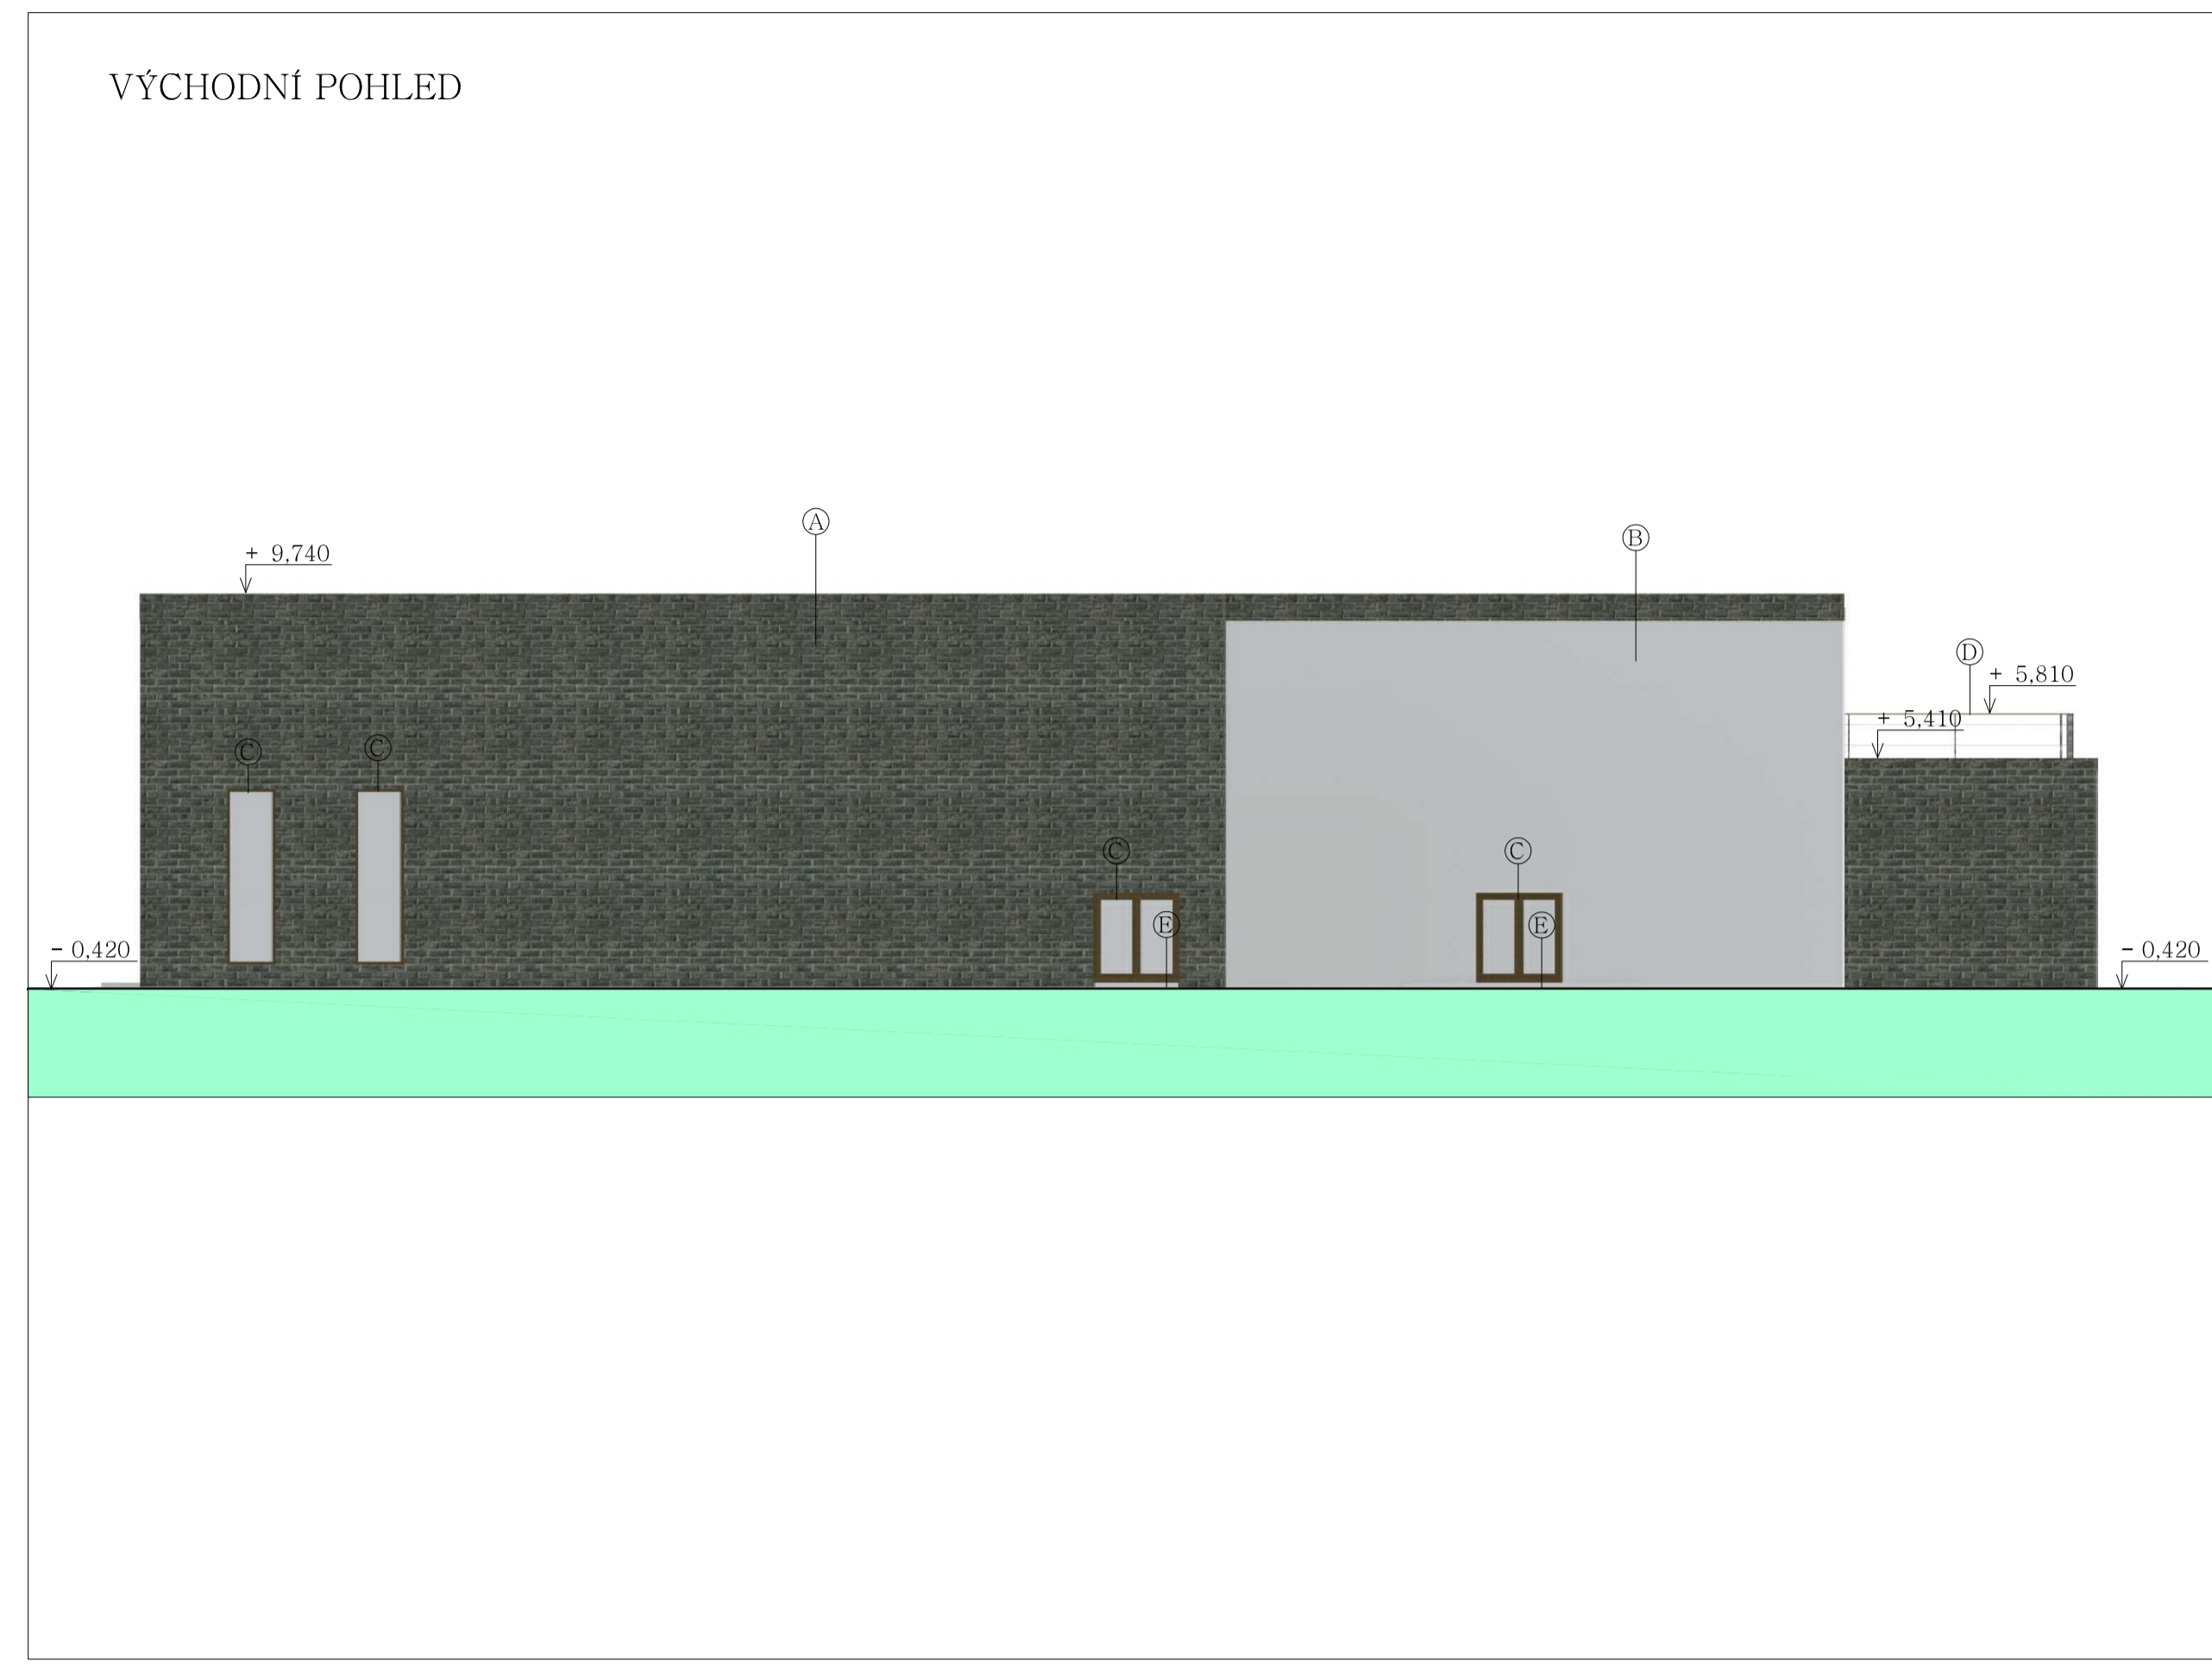 VÝCHODNÍ POHLED
A
B
+ 9,740
D
+ 5,810
+ 5,410
C
C
C
C
E
E
- 0,420
- 0,420